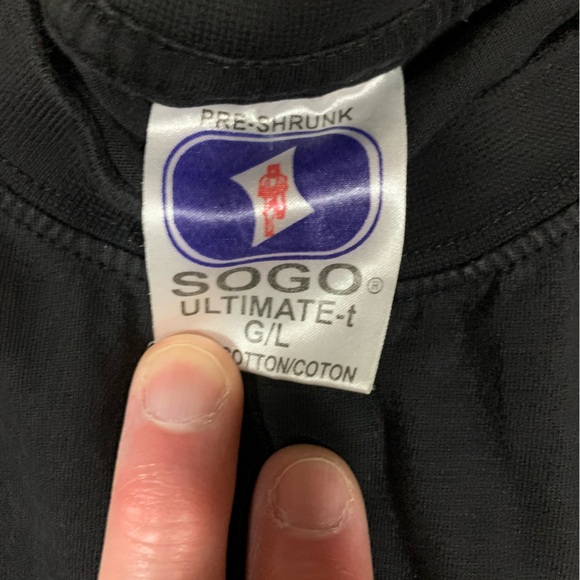 PRE-SHRUNK
SOGO®
ULTIMATE-t
G/L
COTTON/COTON